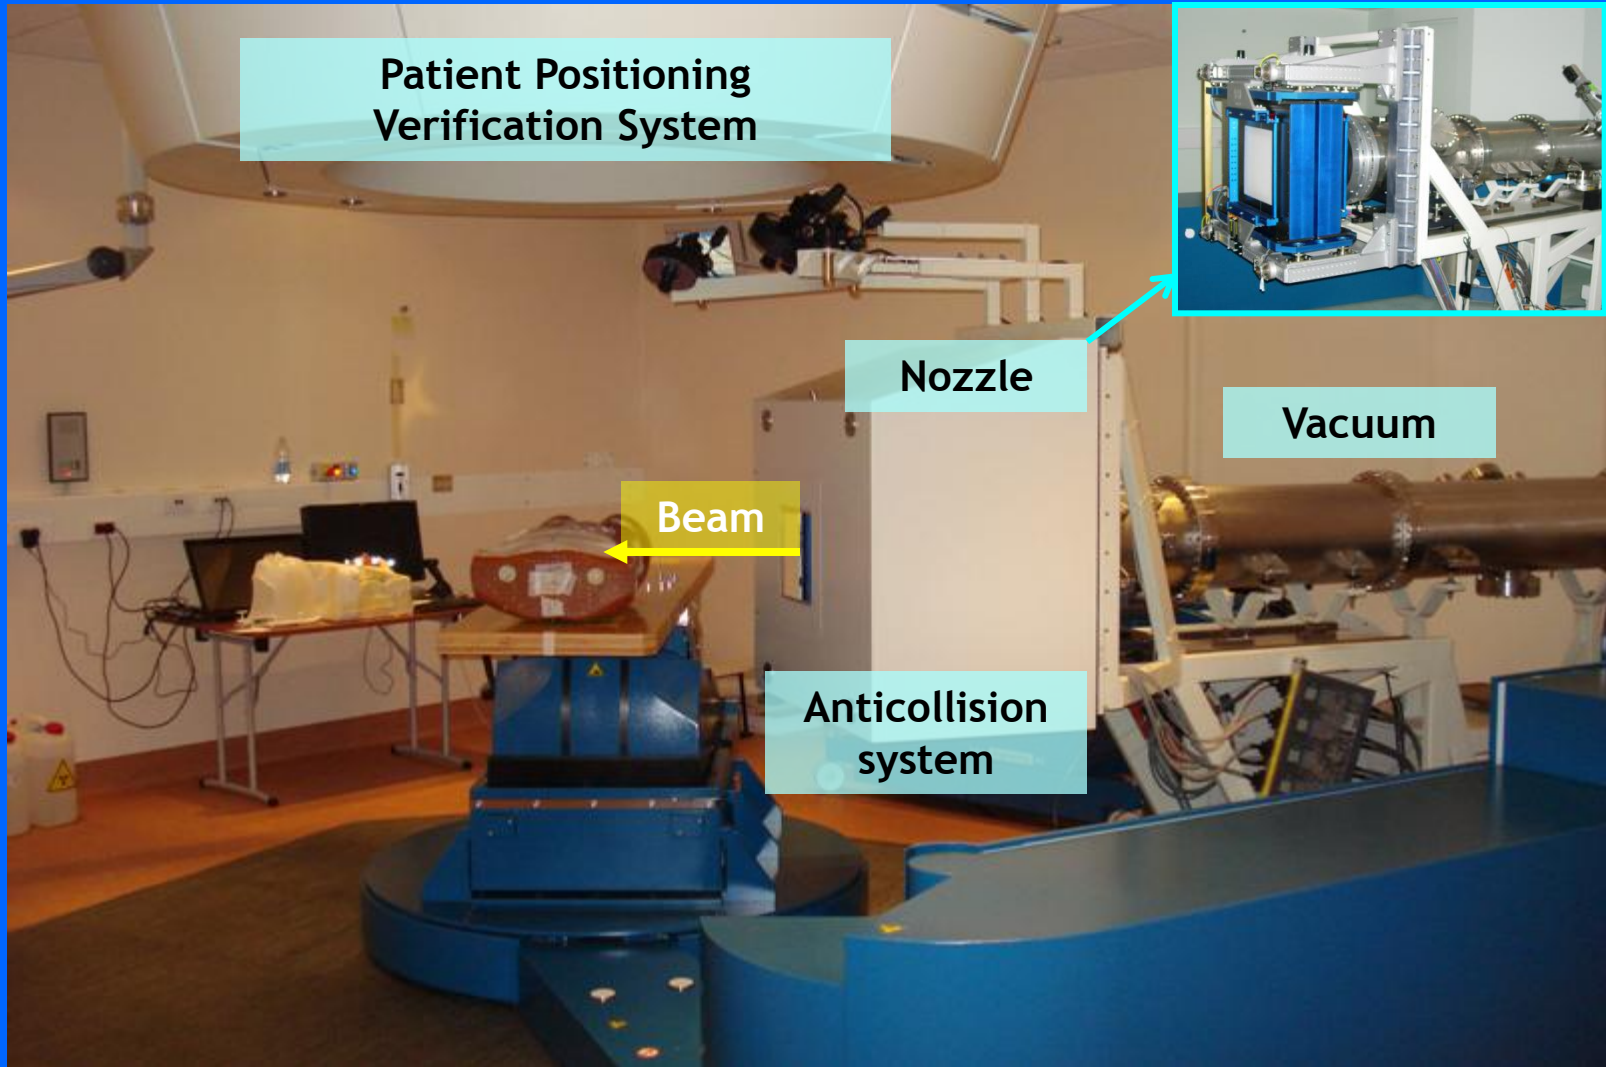 Patient Positioning
Verification System
Nozzle
Vacuum
Beam
Anticollision
system